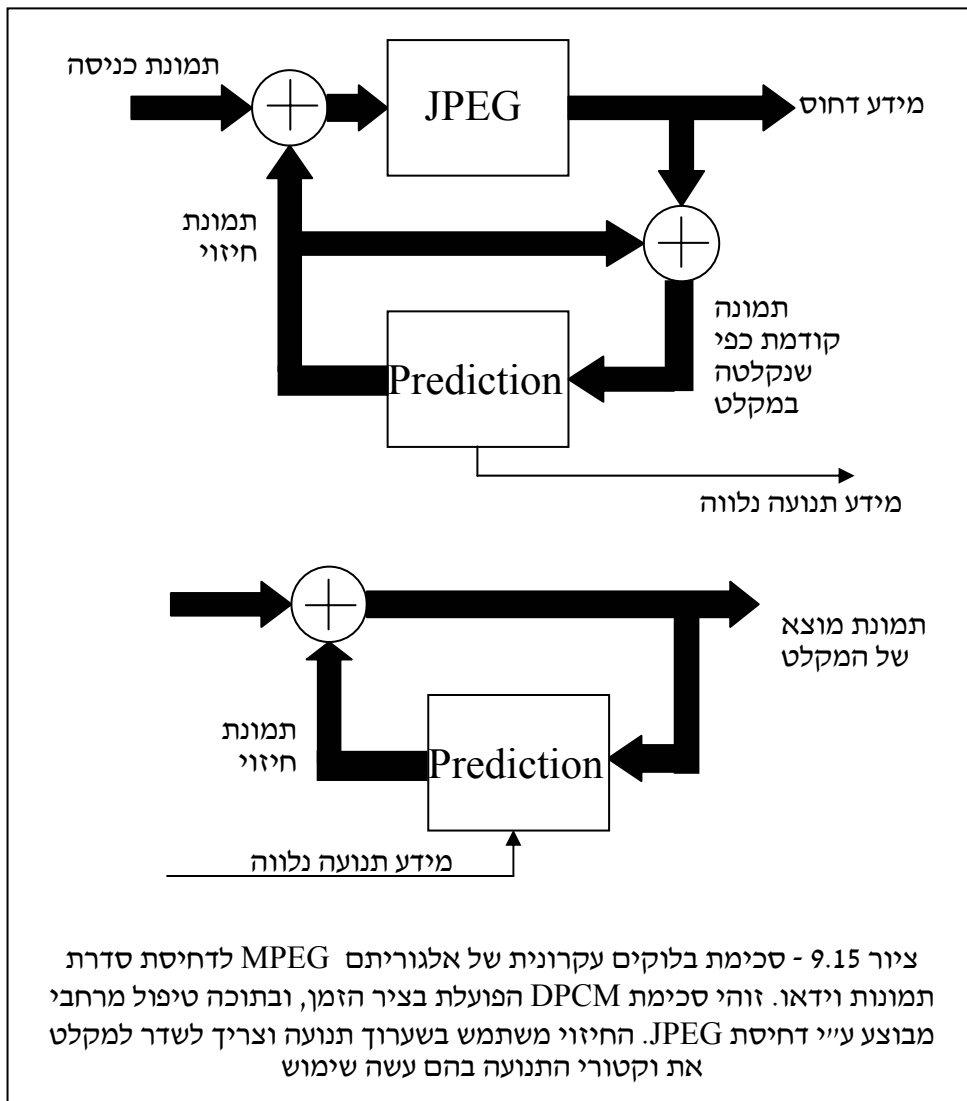 תמונת כניסה
JPEG
מידע דחוס
תמונת
חיזוי
תמונה
קודמת כפי
שנקלטה
במקלט
Prediction
מידע תנועה נלווה
תמונת מוצא
של המקלט
תמונת
חיזוי
Prediction
מידע תנועה נלווה
ציור 9.15 - סכימת בלוקים עקרונית של אלגוריתם MPEG לדחיסת סדרת
תמונות וידאו. זוהי סכימת DPCM הפועלת בציר הזמן, ובתוכה טיפול מרחבי
מבוצע ע״י דחיסת JPEG. החיזוי משתמש בשערוך תנועה וצריך לשדר למקלט
את וקטורי התנועה בהם עשה שימוש